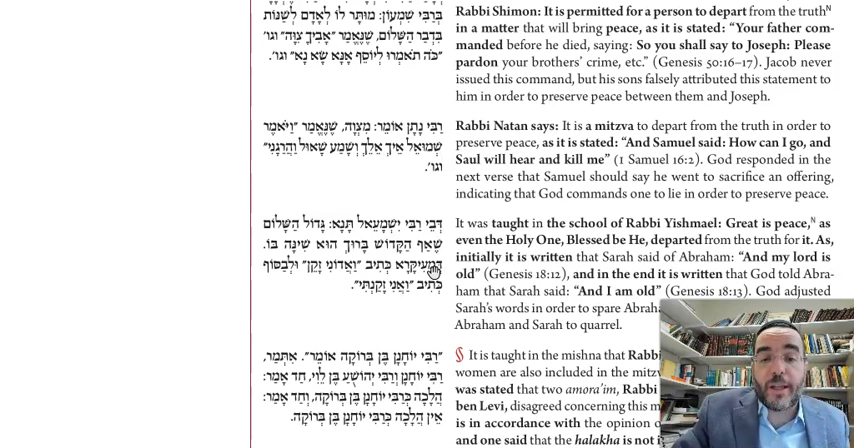 בְּרַבִּי שִׁמְעוֹן: מוּתָּר לוֹ לְאָדָם לְשַׁנּוֹת
בִּדְבַר הַשָּׁלוֹם, שֶׁנֶּאֱמַר ״אָבִיךָ צִוָּה״ וגו׳
״כֹּה תֹאמְרוּ לְיוֹסֵף אָנָּא שָׂא נָא״ וגו׳.
רַבִּי נָתָן אוֹמֵר: מִצְוָה, שֶׁנֶּאֱמַר ״וַיֹּאמֶר
שְׁמוּאֵל אֵיךְ אֵלֵךְ וְשָׁמַע שָׁאוּל וַהֲרָגָנִי״
וגו׳.
דְּבֵי רַבִּי יִשְׁמָעֵאל תָּנָא: גָּדוֹל הַשָּׁלוֹם
שֶׁאַף הַקָּדוֹשׁ בָּרוּךְ הוּא שִׁינָּה בּוֹ.
דְּמֵעִיקָּרָא כְּתִיב ״וַאדוֹנִי זָקֵן״ וּלְבַסּוֹף
כְּתִיב ״וַאֲנִי זָקַנְתִּי״.
״רַבִּי יוֹחָנָן בֶּן בְּרוֹקָה אוֹמֵר״. אִתְּמַר,
רַבִּי יוֹחָנָן וְרַבִּי יְהוֹשֻׁעַ בֶּן לֵוִי, חַד אָמַר:
הֲלָכָה כְּרַבִּי יוֹחָנָן בֶּן בְּרוֹקָה, וְחַד אָמַר:
אֵין הֲלָכָה כְּרַבִּי יוֹחָנָן בֶּן בְּרוֹקָה.
Rabbi Shimon: It is permitted for a person to depart from the truthᴺ
in a matter that will bring peace, as it is stated: “Your father com-
manded before he died, saying: So you shall say to Joseph: Please
pardon your brothers’ crime, etc.” (Genesis 50:16–17). Jacob never
issued this command, but his sons falsely attributed this statement to
him in order to preserve peace between them and Joseph.
Rabbi Natan says: It is a mitzva to depart from the truth in order to
preserve peace, as it is stated: “And Samuel said: How can I go, and
Saul will hear and kill me” (1 Samuel 16:2). God responded in the
next verse that Samuel should say he went to sacrifice an offering,
indicating that God commands one to lie in order to preserve peace.
It was taught in the school of Rabbi Yishmael: Great is peace,ᴺ as
even the Holy One, Blessed be He, departed from the truth for it. As,
initially it is written that Sarah said of Abraham: “And my lord is
old” (Genesis 18:12), and in the end it is written that God told Abra-
ham that Sarah said: “And I am old” (Genesis 18:13). God adjusted
Sarah’s words in order to spare Abraha
Abraham and Sarah to quarrel.
§ It is taught in the mishna that Rabbi
women are also included in the mitz
was stated that two amora’im, Rabbi
ben Levi, disagreed concerning this m
is in accordance with the opinion o
and one said that the halakha is not i